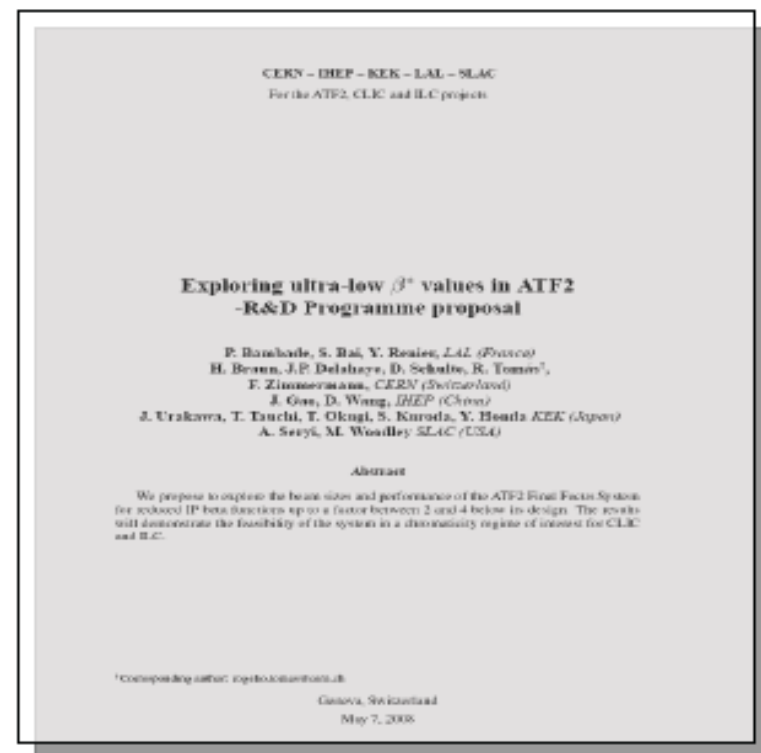 CERN – IHEP – KEK – LAL – SLAC
For the ATF2, CLIC and ILC projects
Exploring ultra-low β* values in ATF2
-R&D Programme proposal
P. Bambade, S. Bai, Y. Renier, LAL (France)
H. Braun, J.P. Delahaye, D. Schulte, R. Tomás¹,
F. Zimmermann, CERN (Switzerland)
J. Gao, D. Wang, IHEP (China)
J. Urakawa, T. Tauchi, T. Okugi, S. Kuroda, Y. Honda KEK (Japan)
A. Seryi, M. Woodley SLAC (USA)
Abstract
We propose to explore the beam sizes and performance of the ATF2 Final Focus System
for reduced IP beta functions up to a factor between 2 and 4 below its design. The results
will demonstrate the feasibility of the system in a chromaticity regime of interest for CLIC
and ILC.
¹Corresponding author: rogelio.tomas@cern.ch
Geneva, Switzerland
May 7, 2008